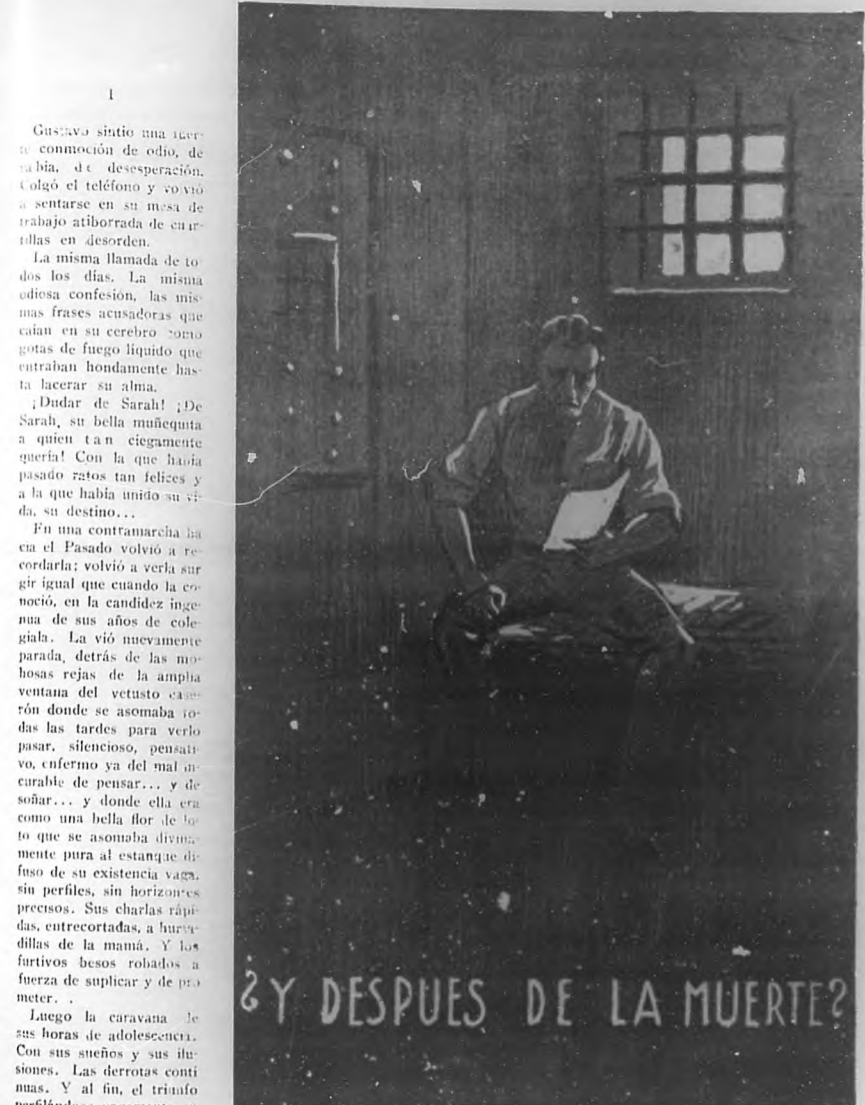 I
Gustavo sintio una fuer-
te conmoción de odio, de
rabia, de desesperación.
Colgó el teléfono y volvió
a sentarse en su mesa de
trabajo atiborrada de cuar-
tillas en desorden.
La misma llamada de to
dos los días. La misma
odiosa confesión, las mis-
mas frases acusadoras que
caian en su cerebro como
gotas de fuego líquido que
entraban hondamente has-
ta lacerar su alma.
¡Dudar de Sarah! ¡De
Sarah, su bella muñequita
a quien tan ciegamente
quería! Con la que había
pasado ratos tan felices y
a la que había unido su vi-
da, su destino...
En una contramarcha ha
cia el Pasado volvió a re-
cordarla; volvió a verla sur
gir igual que cuando la co-
noció, en la candidez inge-
nua de sus años de cole-
giala. La vió nuevamente
parada, detrás de las mo-
hosas rejas de la amplia
ventana del vetusto case-
rón donde se asomaba to-
das las tardes para verlo
pasar, silencioso, pensati-
vo, enfermo ya del mal in-
curable de pensar... y de
soñar... y donde ella era
como una bella flor de lo-
to que se asomaba divina-
mente pura al estanque di-
fuso de su existencia vaga,
sin perfiles, sin horizontes
precisos. Sus charlas rápi-
das, entrecortadas, a hurta-
dillas de la mamá. Y los
furtivos besos robados a
fuerza de suplicar y de pro
meter. .
Luego la caravana de
sus horas de adolescencia.
Con sus sueños y sus ilu-
siones. Las derrotas conti
nuas. Y al fin, el triunfo
¿Y DESPUES DE LA MUERTE?